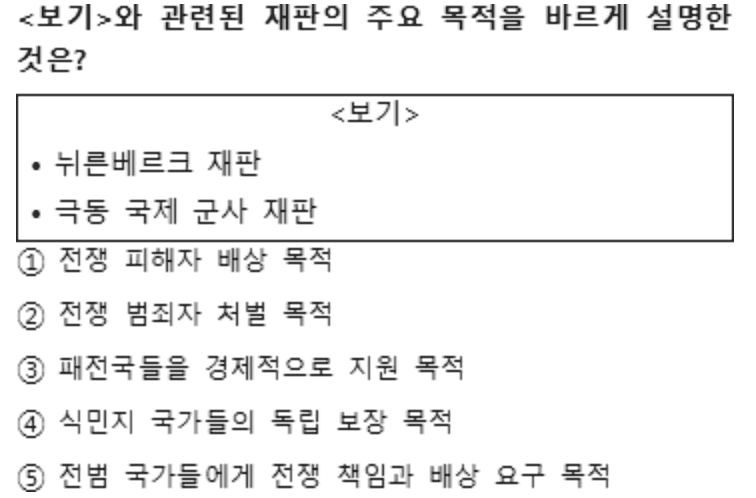 <보기>와 관련된 재판의 주요 목적을 바르게 설명한
것은?
<보기>
• 뉘른베르크 재판
• 극동 국제 군사 재판
① 전쟁 피해자 배상 목적
② 전쟁 범죄자 처벌 목적
③ 패전국들을 경제적으로 지원 목적
④ 식민지 국가들의 독립 보장 목적
⑤ 전범 국가들에게 전쟁 책임과 배상 요구 목적